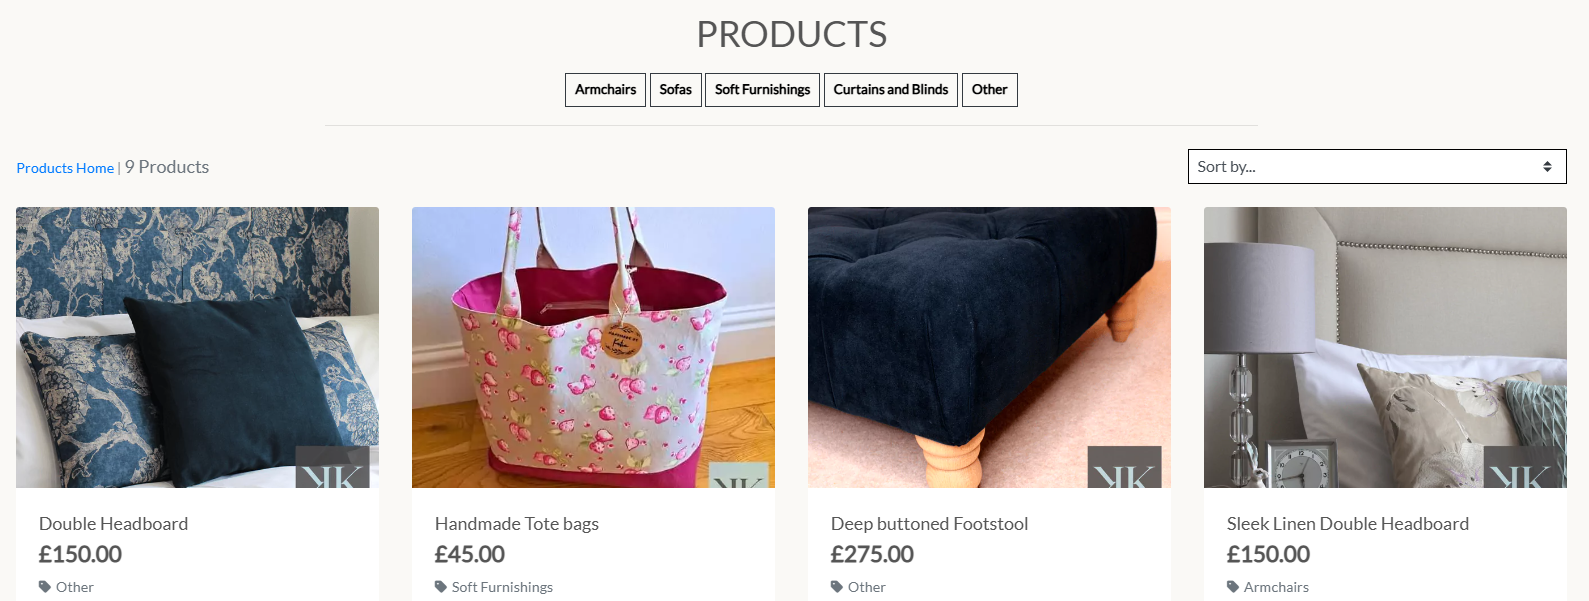 PRODUCTS
Armchairs Sofas Soft Furnishings Curtains and Blinds Other
Products Home | 9 Products
Sort by...
Double Headboard
£150.00
Other
Handmade Tote bags
£45.00
Soft Furnishings
Deep buttoned Footstool
£275.00
Other
Sleek Linen Double Headboard
£150.00
Armchairs